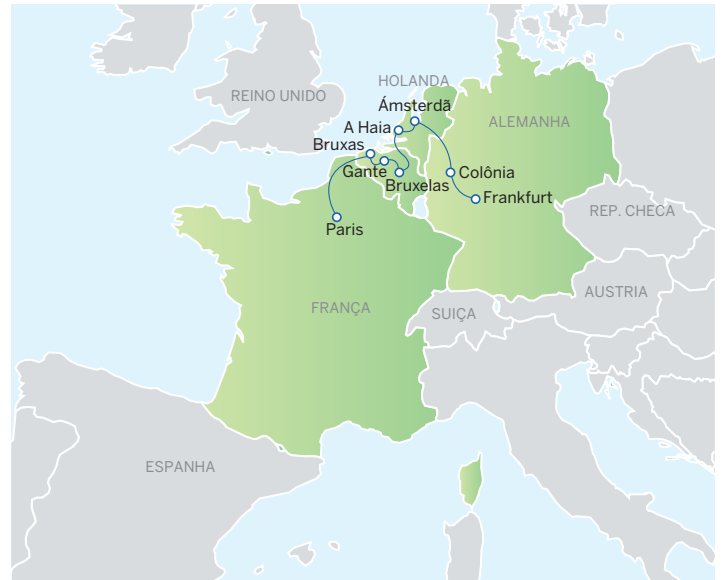 HOLANDA
REINO UNIDO
Ámsterdã
ALEMANHA
A Haia
Bruxas
Gante
Colônia
Bruxelas
Frankfurt
REP. CHECA
Paris
AUSTRIA
FRANÇA
SUIÇA
ESPANHA